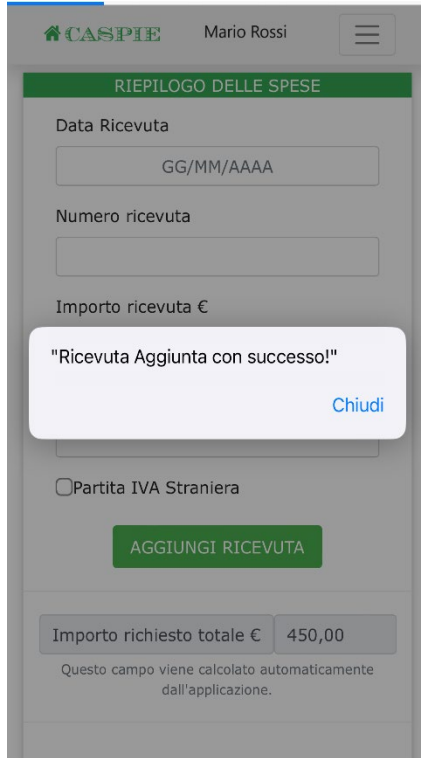 CASPIE
Mario Rossi
RIEPILOGO DELLE SPESE
Data Ricevuta
GG/MM/AAAA
Numero ricevuta
Importo ricevuta €
"Ricevuta Aggiunta con successo!"
Chiudi
Partita IVA Straniera
AGGIUNGI RICEVUTA
Importo richiesto totale € 450,00
Questo campo viene calcolato automaticamente
dall'applicazione.